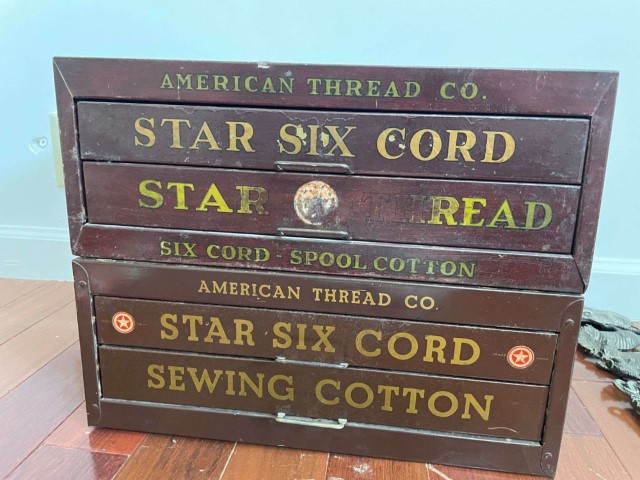 AMERICAN THREAD CO.
STAR SIX CORD
STAR THREAD
SIX CORD - SPOOL COTTON
AMERICAN THREAD CO.
STAR SIX CORD
SEWING COTTON